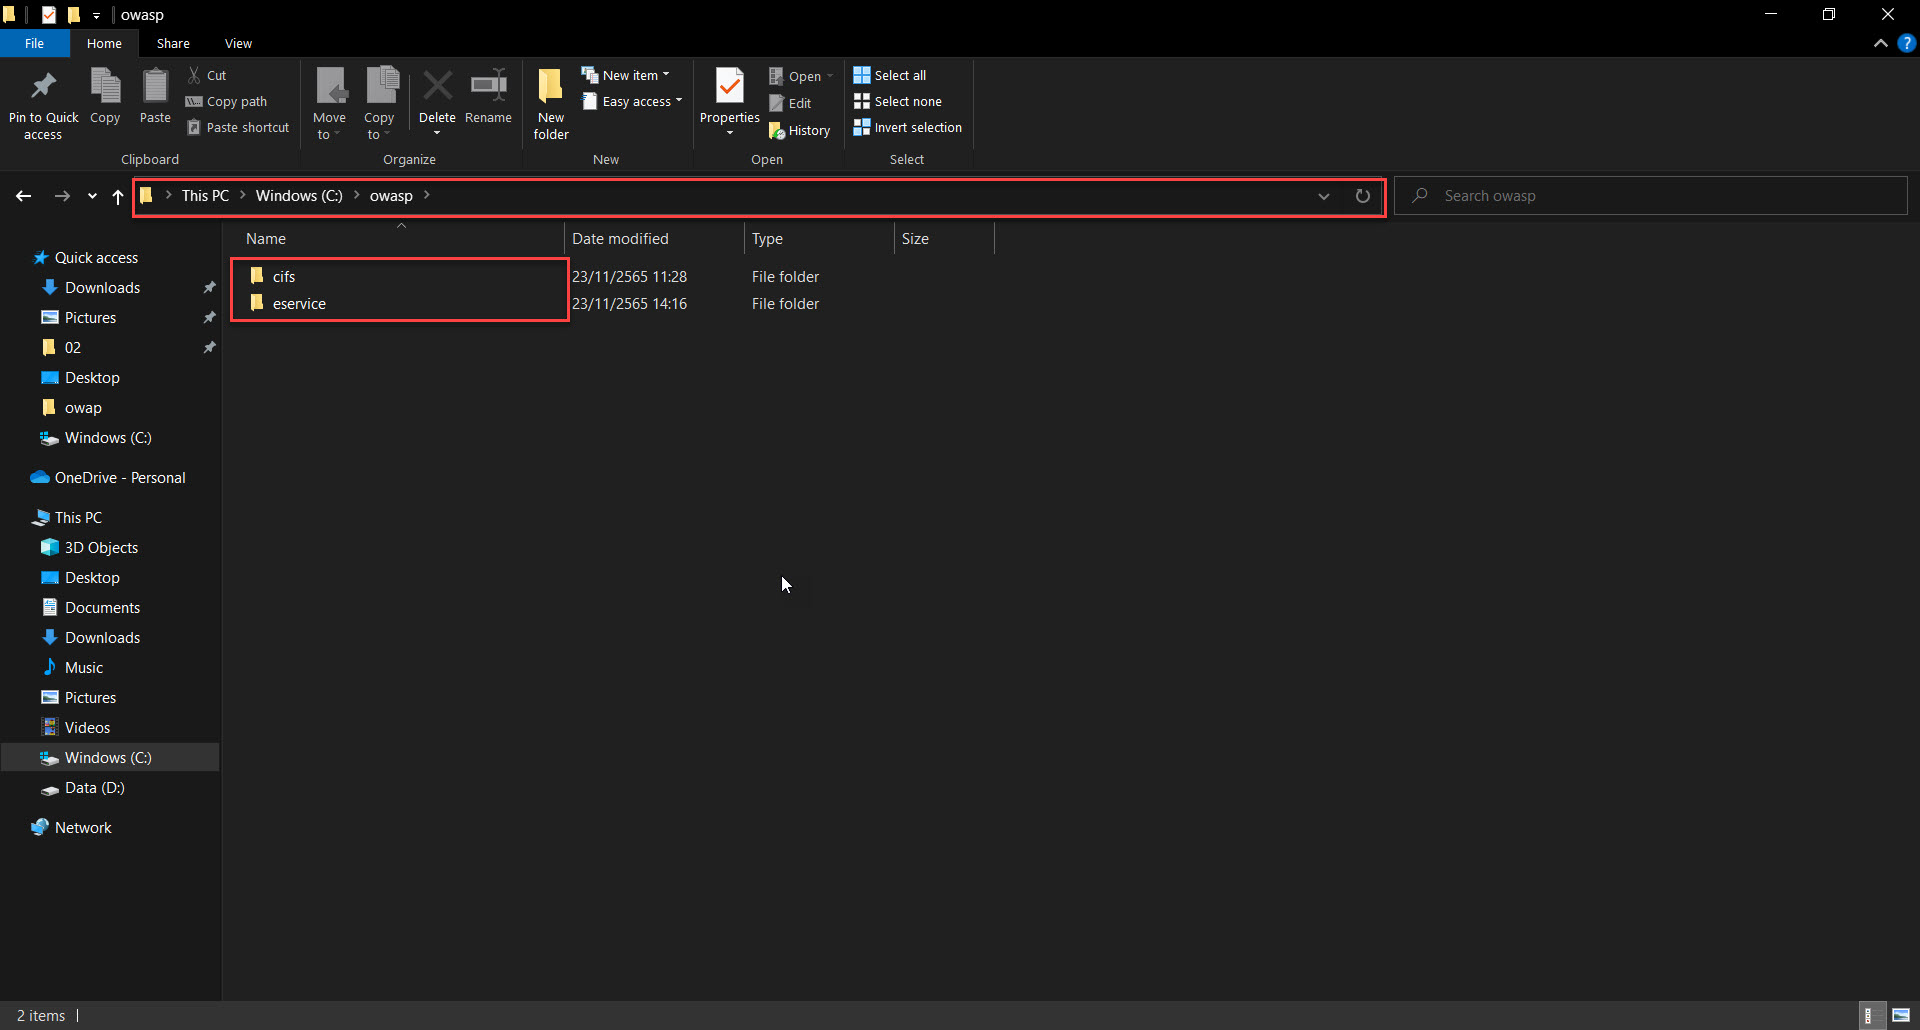 owasp
File Home Share View
Pin to Quick access
Copy
Paste
Cut
Copy path
Paste shortcut
Clipboard
Move to
Copy to
Delete
Rename
Organize
New folder
New item
Easy access
New
Properties
Open
Edit
History
Open
Select all
Select none
Invert selection
Select
This PC > Windows (C:) > owasp >
Search owasp
Name Date modified Type Size
cifs 23/11/2565 11:28 File folder
eservice 23/11/2565 14:16 File folder
Quick access
Downloads
Pictures
02
Desktop
owap
Windows (C:)
OneDrive - Personal
This PC
3D Objects
Desktop
Documents
Downloads
Music
Pictures
Videos
Windows (C:)
Data (D:)
Network
2 items